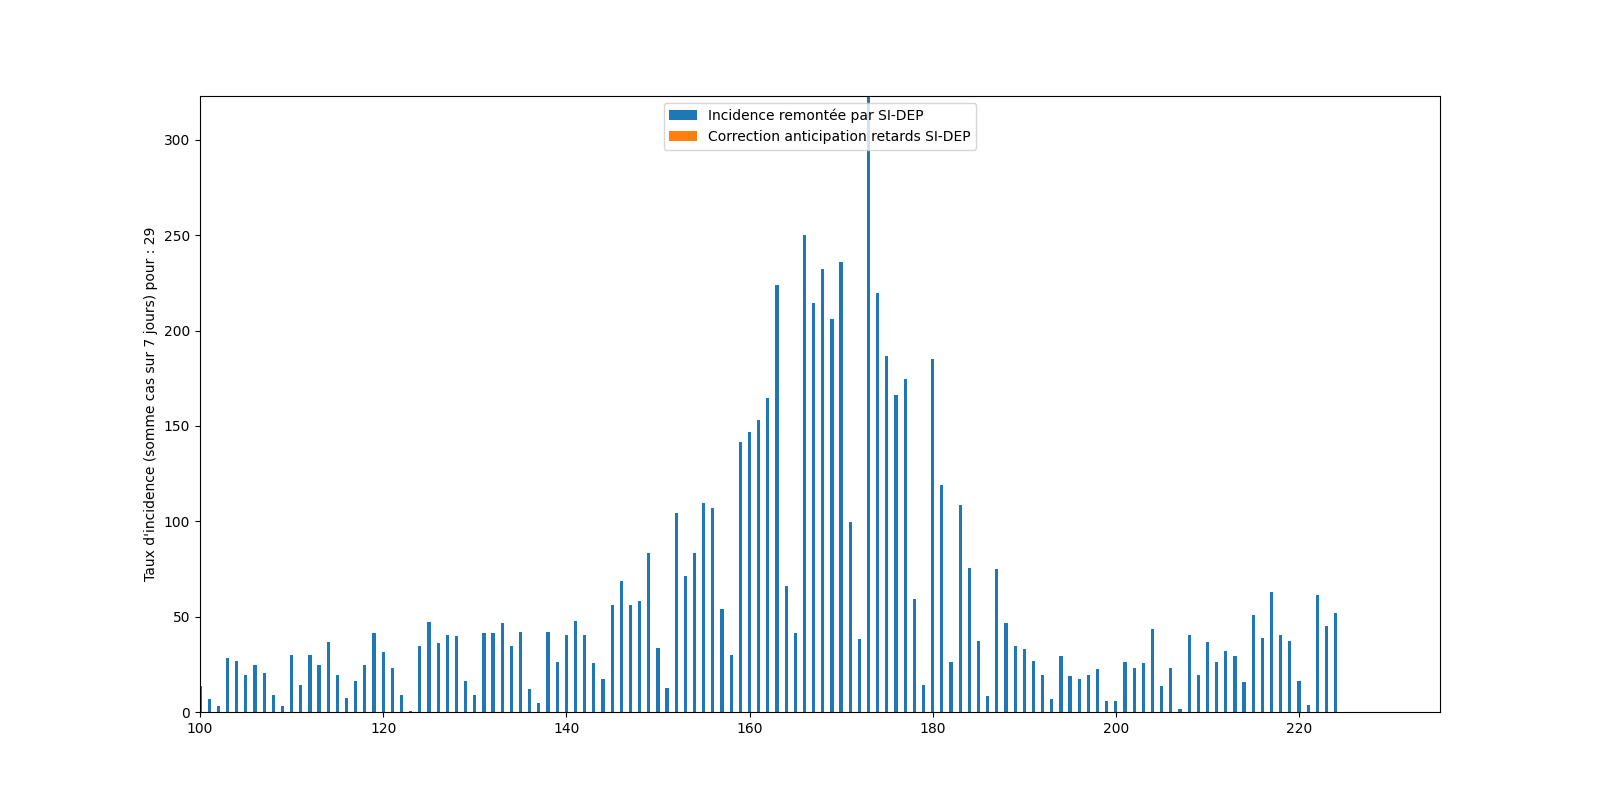 Incidence remontée par SI-DEP
Correction anticipation retards SI-DEP
Taux d'incidence (somme cas sur 7 jours) pour : 29
300
250
200
150
100
50
0
100 120 140 160 180 200 220